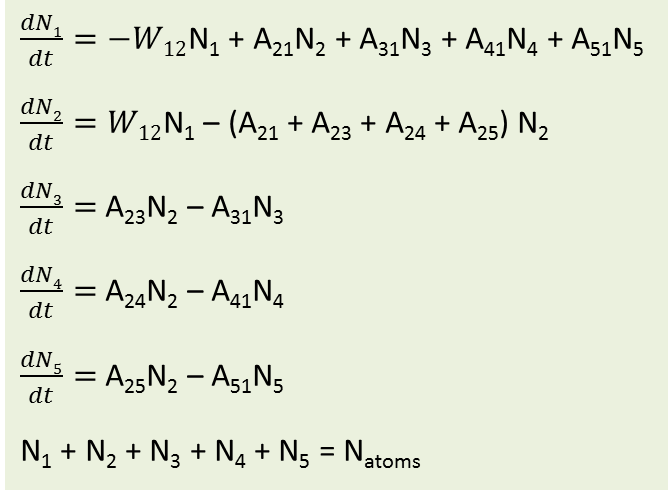 dN₁/dt = −W₁₂N₁ + A₂₁N₂ + A₃₁N₃ + A₄₁N₄ + A₅₁N₅
dN₂/dt = W₁₂N₁ – (A₂₁ + A₂₃ + A₂₄ + A₂₅) N₂
dN₃/dt = A₂₃N₂ – A₃₁N₃
dN₄/dt = A₂₄N₂ – A₄₁N₄
dN₅/dt = A₂₅N₂ – A₅₁N₅
N₁ + N₂ + N₃ + N₄ + N₅ = Nₐₜₒₘₛ